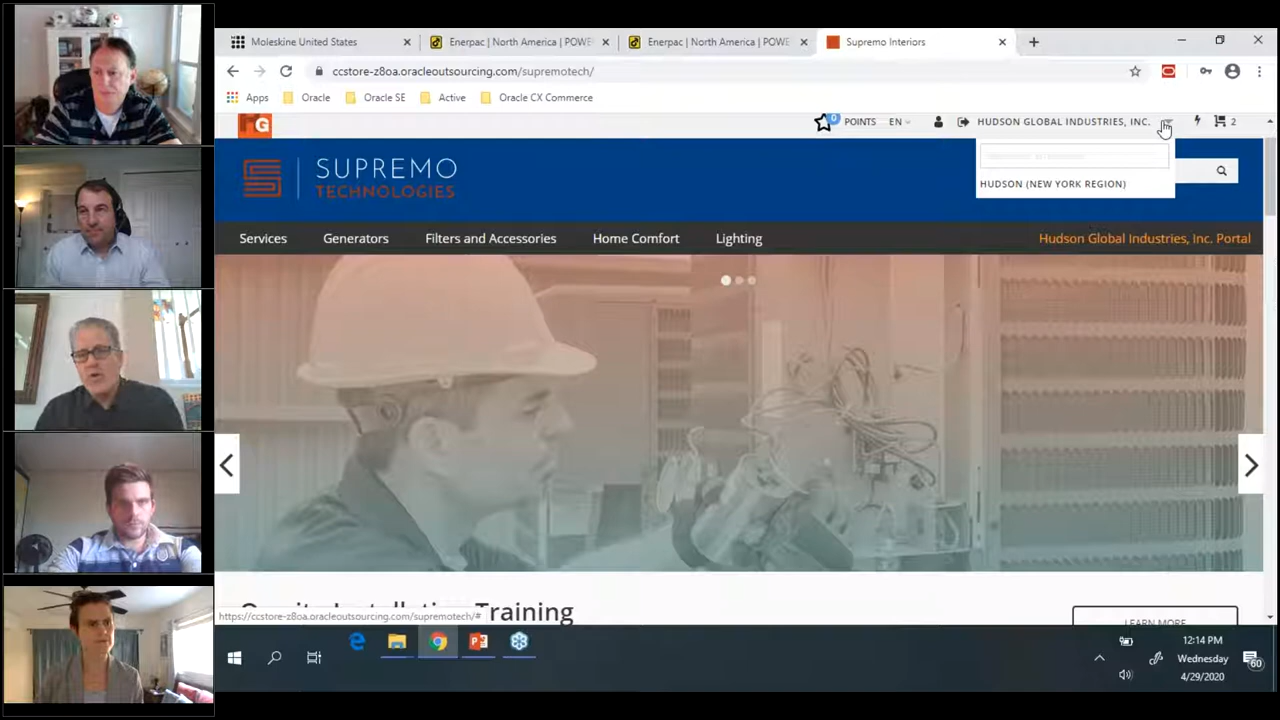 Moleskine United States
Enerpac | North America | POWE
Enerpac | North America | POWE
Supremo Interiors
ccstore-z8oa.oracleoutsourcing.com/supremotech/
Apps
Oracle
Oracle SE
Active
Oracle CX Commerce
G
0
POINTS
EN
HUDSON GLOBAL INDUSTRIES, INC.
2
HUDSON (NEW YORK REGION)
SUPREMO
TECHNOLOGIES
Services
Generators
Filters and Accessories
Home Comfort
Lighting
Hudson Global Industries, Inc. Portal
Training
LEARN MORE
https://ccstore-z8oa.oracleoutsourcing.com/supremotech/#
12:14 PM
Wednesday
4/29/2020
60